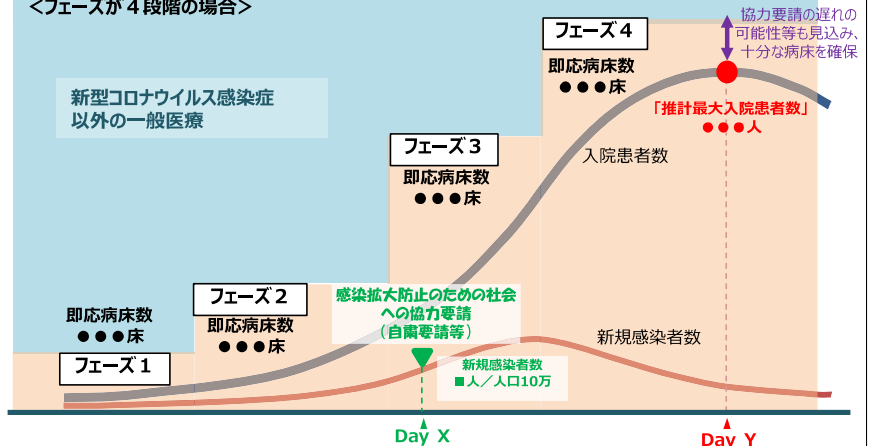 ＜フェーズが４段階の場合＞
協力要請の遅れの
可能性等も見込み、
十分な病床を確保
フェーズ４
即応病床数
●●●床
新型コロナウイルス感染症
以外の一般医療
「推計最大入院患者数」
●●●人
フェーズ３
入院患者数
即応病床数
●●●床
フェーズ２
感染拡大防止のための社会
への協力要請
（自粛要請等）
即応病床数
●●●床
即応病床数
●●●床
新規感染者数
フェーズ１
新規感染者数
■人／人口10万
Day X
Day Y